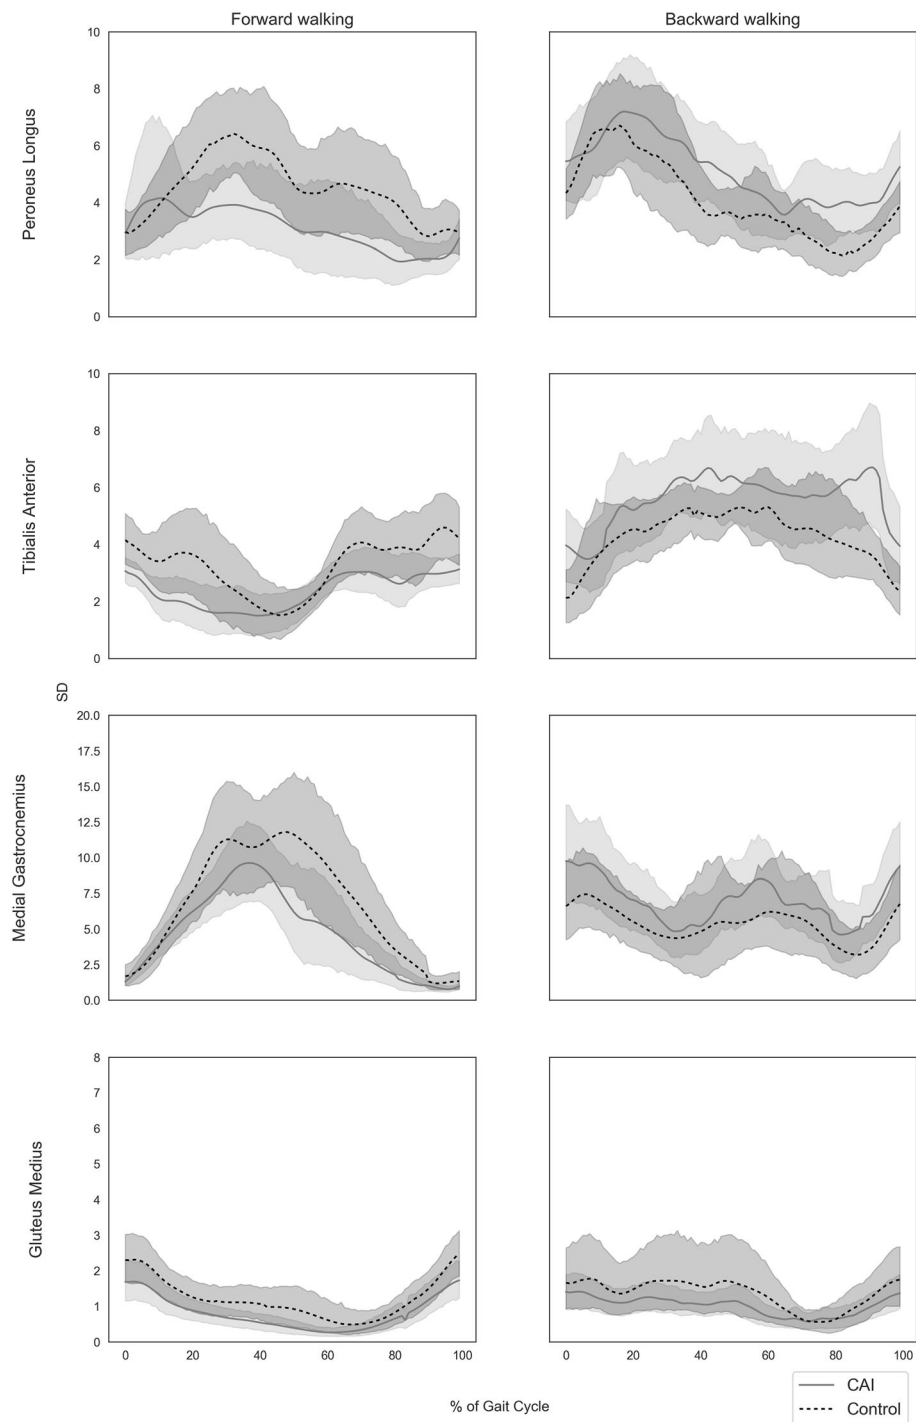 Forward walking
Backward walking
Peroneus Longus
10
8
6
4
2
0
Tibialis Anterior
10
8
6
4
2
0
SD
Medial Gastrocnemius
20.0
17.5
15.0
12.5
10.0
7.5
5.0
2.5
0.0
Gluteus Medius
8
7
6
5
4
3
2
1
0
0 20 40 60 80 100
0 20 40 60 80 100
% of Gait Cycle
CAI
Control